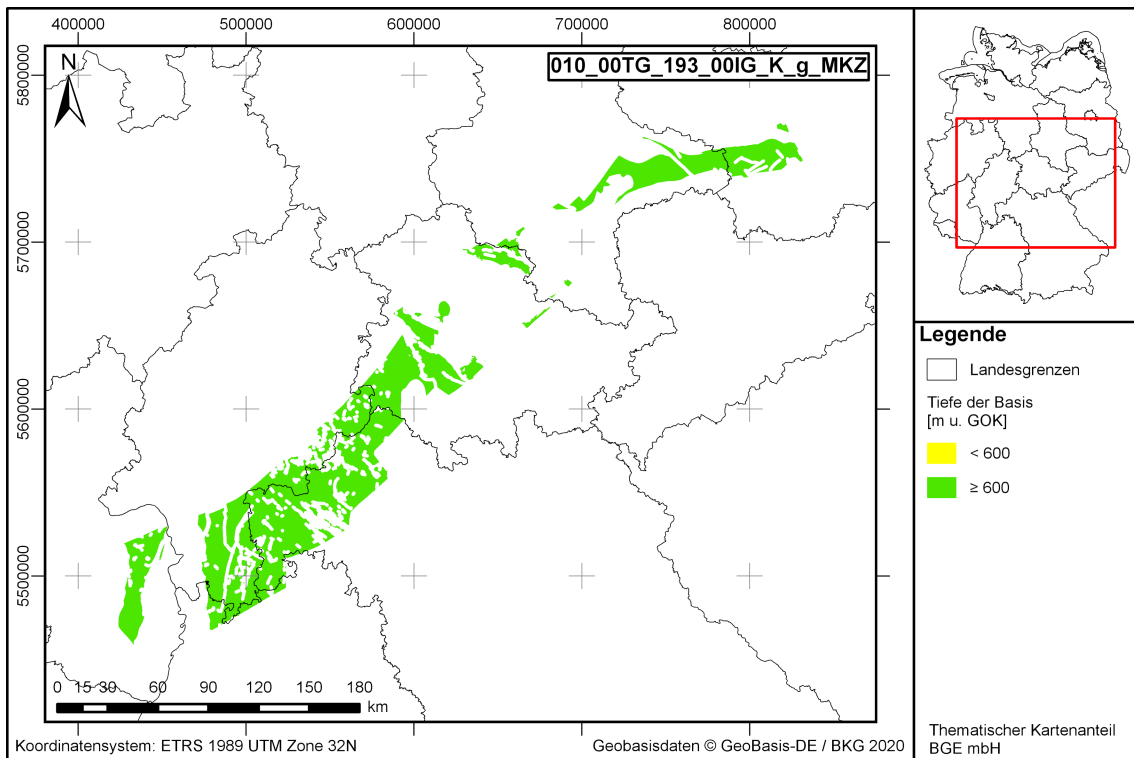 400000 500000 600000 700000 800000
010_00TG_193_00IG_K_g_MKZ
N
5800000
5700000
5600000
5500000
0 15 30 60 90 120 150 180
km
Koordinatensystem: ETRS 1989 UTM Zone 32N
Geobasisdaten © GeoBasis-DE / BKG 2020
Legende
Landesgrenzen
Tiefe der Basis
[m u. GOK]
< 600
≥ 600
Thematischer Kartenanteil
BGE mbH